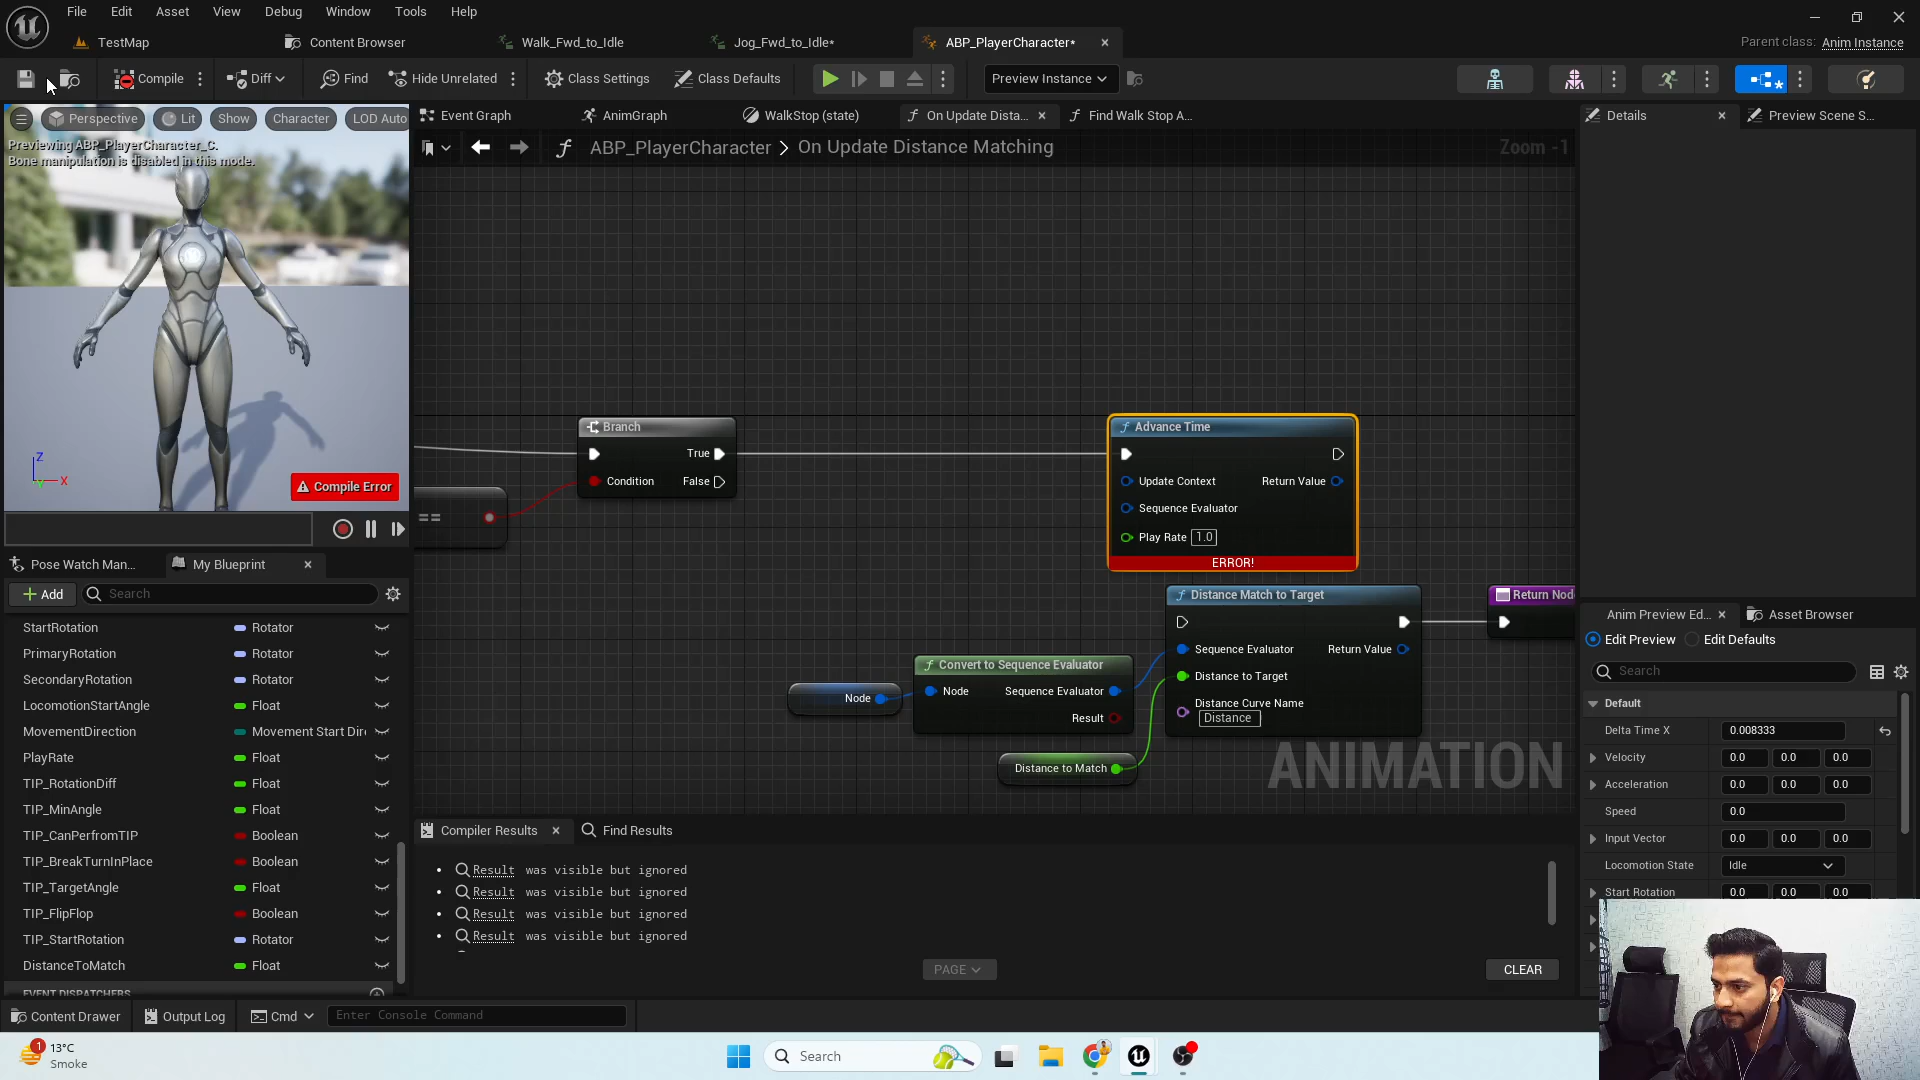 File Edit Asset View Debug Window Tools Help
TestMap Content Browser Walk_Fwd_to_Idle Jog_Fwd_to_Idle* ABP_PlayerCharacter* Parent class: Anim Instance
Compile Diff Find Hide Unrelated Class Settings Class Defaults Preview Instance
Perspective Lit Show Character LOD Auto
Event Graph AnimGraph WalkStop (state) On Update Dista... Find Walk Stop A...
Details Preview Scene S...
Previewing ABP_PlayerCharacter_C.
Bone manipulation is disabled in this mode.
ABP_PlayerCharacter > On Update Distance Matching Zoom -1
Z
X
Compile Error
Branch
True
Condition False
==
Advance Time
Update Context Return Value
Sequence Evaluator
Play Rate 1.0
ERROR!
Distance Match to Target
Sequence Evaluator Return Value
Distance to Target
Distance Curve Name
Distance
Return Node
Convert to Sequence Evaluator
Node
Node Sequence Evaluator
Result
Distance to Match
ANIMATION
Pose Watch Man... My Blueprint
Add Search
StartRotation Rotator
PrimaryRotation Rotator
SecondaryRotation Rotator
LocomotionStartAngle Float
MovementDirection Movement Start Dir
PlayRate Float
TIP_RotationDiff Float
TIP_MinAngle Float
TIP_CanPerfromTIP Boolean
TIP_BreakTurnInPlace Boolean
TIP_TargetAngle Float
TIP_FlipFlop Boolean
TIP_StartRotation Rotator
DistanceToMatch Float
EVENT DISPATCHERS
Compiler Results Find Results
• Result was visible but ignored
• Result was visible but ignored
• Result was visible but ignored
• Result was visible but ignored
PAGE CLEAR
Anim Preview Ed... Asset Browser
Edit Preview Edit Defaults
Search
Default
Delta Time X 0.008333
Velocity 0.0 0.0 0.0
Acceleration 0.0 0.0 0.0
Speed 0.0
Input Vector 0.0 0.0 0.0
Locomotion State Idle
Start Rotation 0.0 0.0 0.0
Content Drawer Output Log Cmd Enter Console Command
1
13°C
Smoke
Search